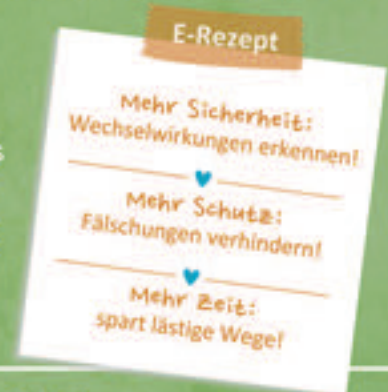 E-Rezept
Mehr Sicherheit:
Wechselwirkungen erkennen!
Mehr Schutz:
Fälschungen verhindern!
Mehr Zeit:
spart lästige Wege!